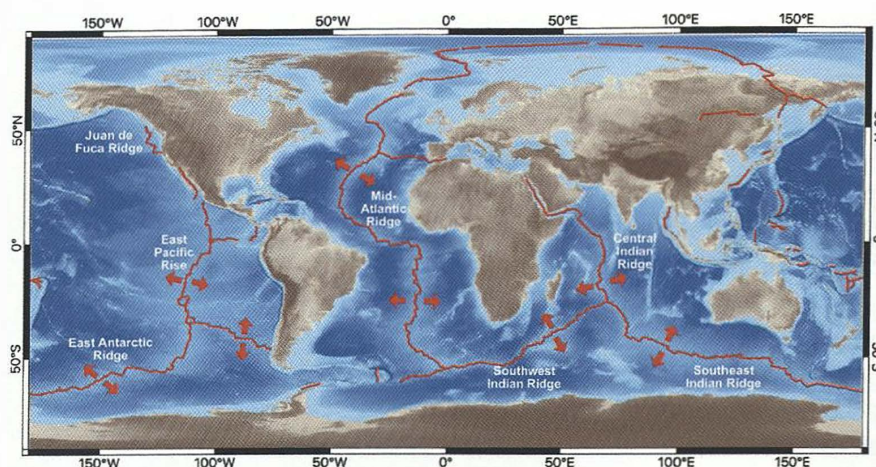 150°W 100°W 50°W 0° 50°E 100°E 150°E
50°N
Juan de
Fuca Ridge
Mid-
Atlantic
Ridge
0°
East
Pacific
Rise
Central
Indian
Ridge
East Antarctic
Ridge
50°S
Southwest
Indian Ridge
Southeast
Indian Ridge
150°W 100°W 50°W 0° 50°E 100°E 150°E